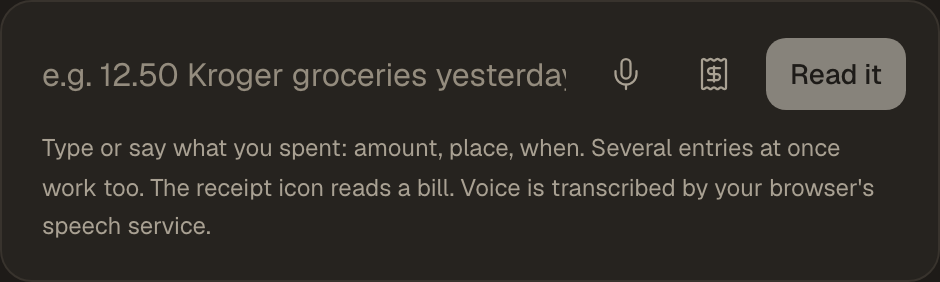 e.g. 12.50 Kroger groceries yesterday
Read it
Type or say what you spent: amount, place, when. Several entries at once
work too. The receipt icon reads a bill. Voice is transcribed by your browser's
speech service.